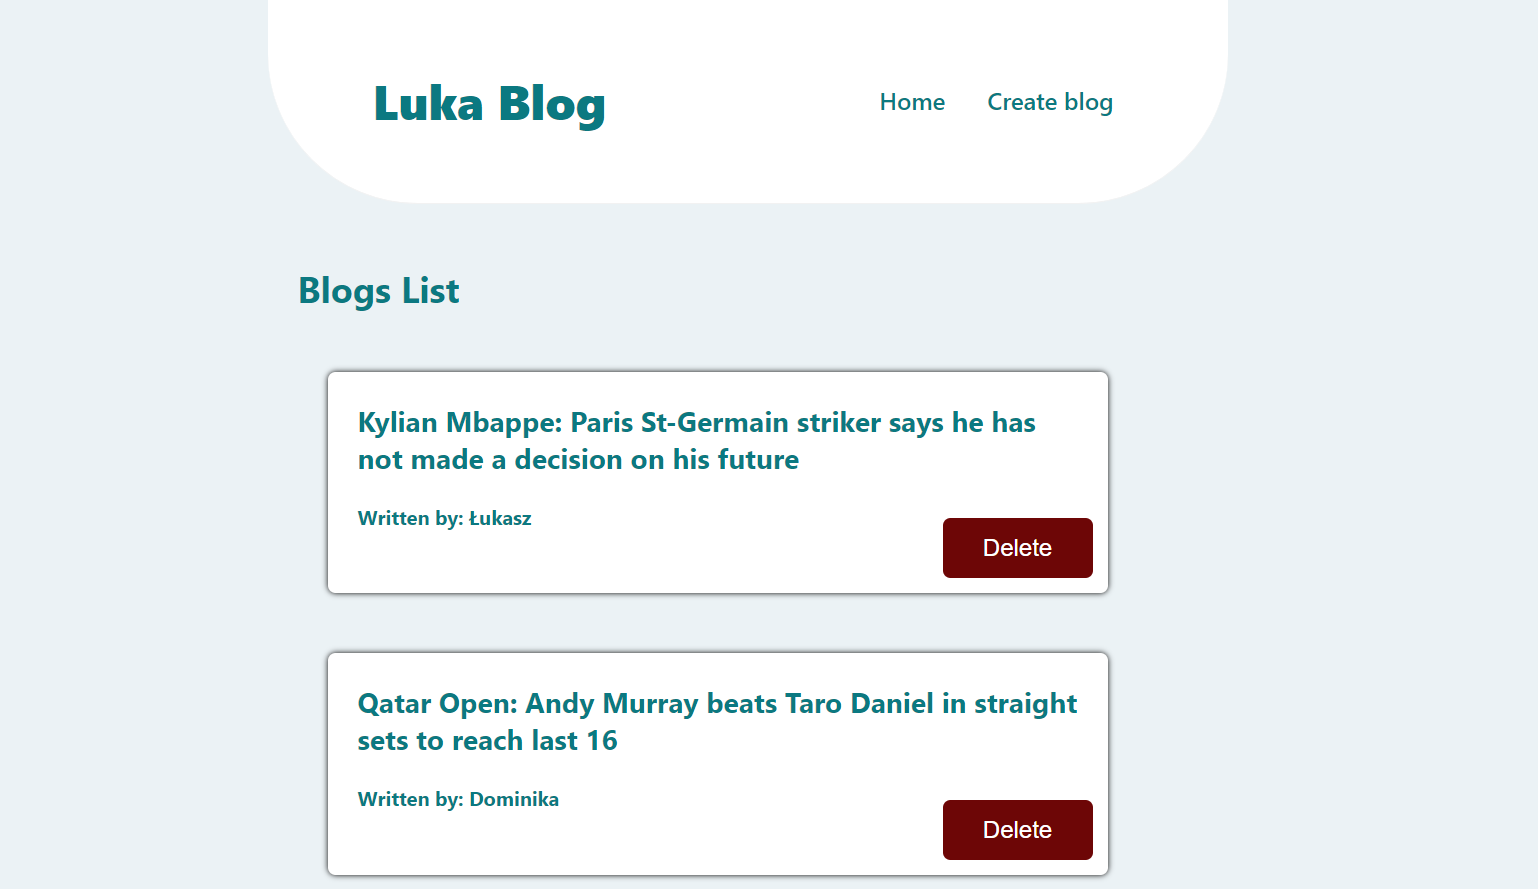 Luka Blog
Home
Create blog
Blogs List
Kylian Mbappe: Paris St-Germain striker says he has
not made a decision on his future
Written by: Łukasz
Delete
Qatar Open: Andy Murray beats Taro Daniel in straight
sets to reach last 16
Written by: Dominika
Delete